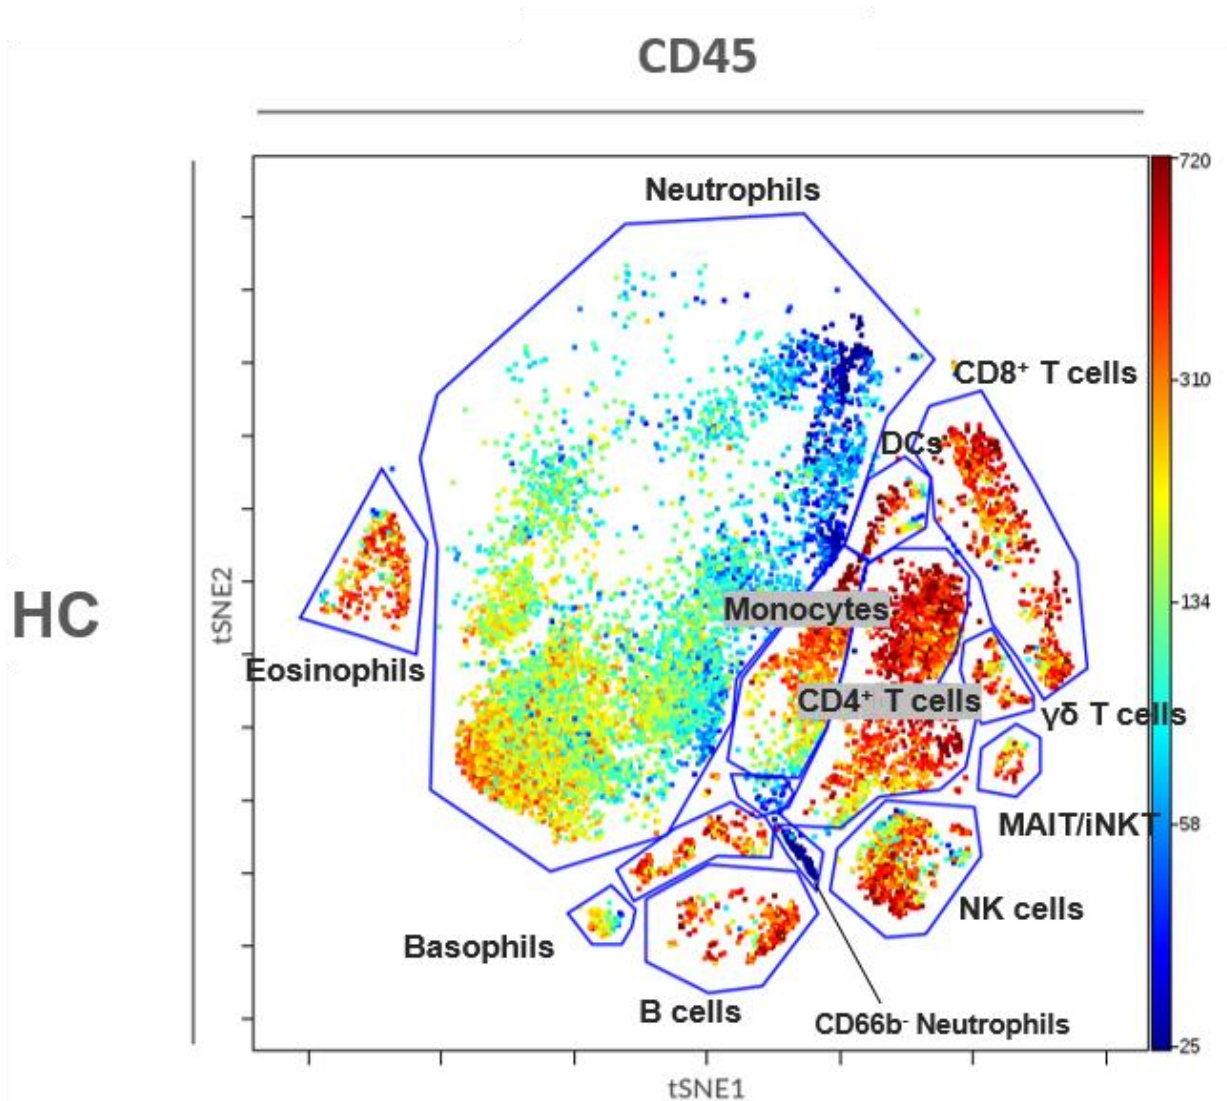 CD45
Neutrophils
720
CD8⁺ T cells
310
DCs
HC
tSNE2
Monocytes
134
Eosinophils
CD4⁺ T cells
γδ T cells
MAIT/iNKT
58
NK cells
Basophils
B cells
CD66b⁻ Neutrophils
25
tSNE1